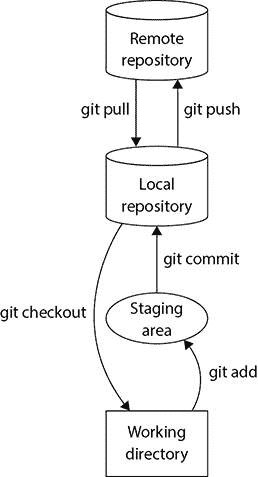 Remote
repository
git pull
git push
Local
repository
git commit
git checkout
Staging
area
git add
Working
directory